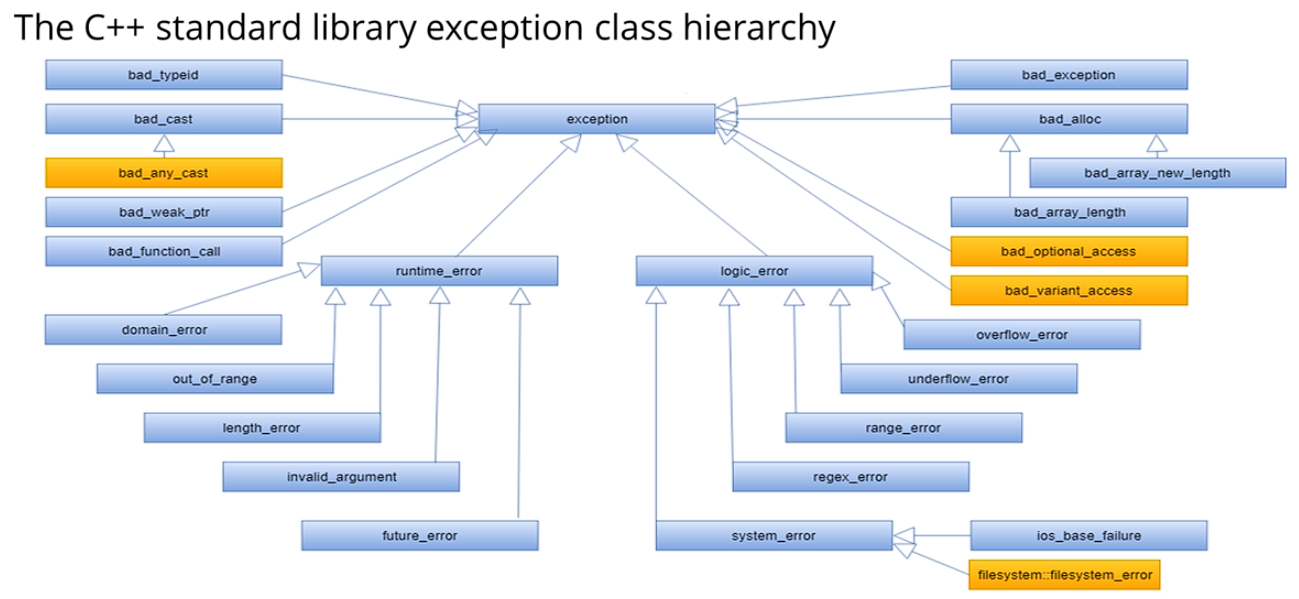 The C++ standard library exception class hierarchy
bad_typeid
bad_exception
bad_cast
exception
bad_alloc
bad_any_cast
bad_array_new_length
bad_weak_ptr
bad_array_length
bad_function_call
bad_optional_access
runtime_error
logic_error
bad_variant_access
domain_error
overflow_error
out_of_range
underflow_error
length_error
range_error
invalid_argument
regex_error
future_error
system_error
ios_base_failure
filesystem::filesystem_error